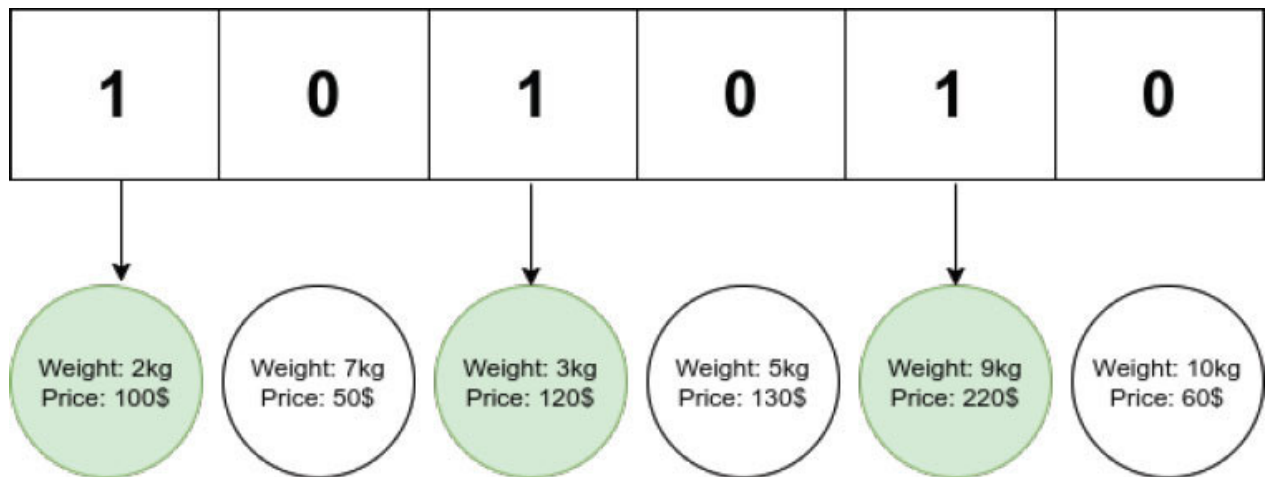 1 0 1 0 1 0
Weight: 2kg
Price: 100$
Weight: 7kg
Price: 50$
Weight: 3kg
Price: 120$
Weight: 5kg
Price: 130$
Weight: 9kg
Price: 220$
Weight: 10kg
Price: 60$